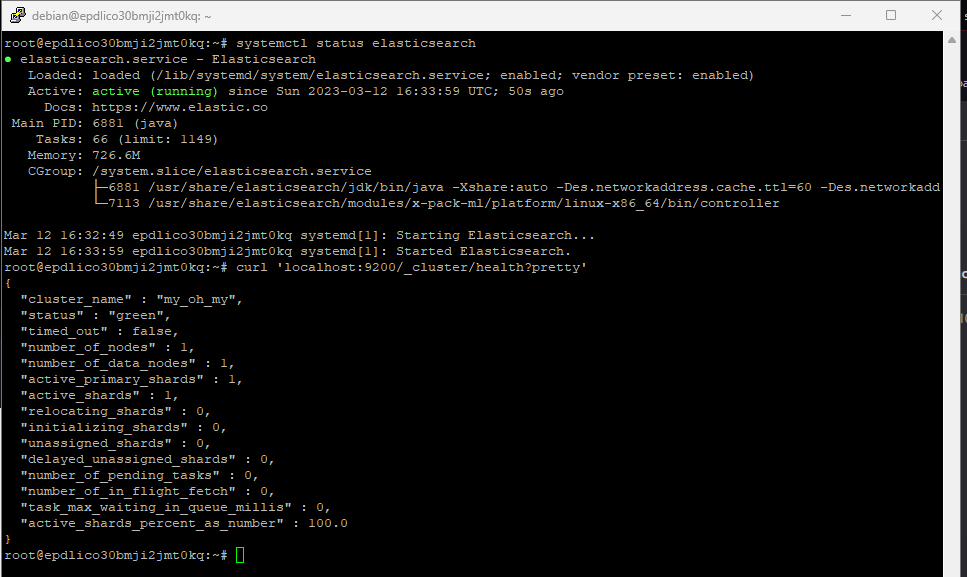 debian@epdlico30bmji2jmt0kq: ~
root@epdlico30bmji2jmt0kq:~# systemctl status elasticsearch
● elasticsearch.service - Elasticsearch
   Loaded: loaded (/lib/systemd/system/elasticsearch.service; enabled; vendor preset: enabled)
   Active: active (running) since Sun 2023-03-12 16:33:59 UTC; 50s ago
     Docs: https://www.elastic.co
 Main PID: 6881 (java)
    Tasks: 66 (limit: 1149)
   Memory: 726.6M
   CGroup: /system.slice/elasticsearch.service
           ├─6881 /usr/share/elasticsearch/jdk/bin/java -Xshare:auto -Des.networkaddress.cache.ttl=60 -Des.networkadd
           └─7113 /usr/share/elasticsearch/modules/x-pack-ml/platform/linux-x86_64/bin/controller
Mar 12 16:32:49 epdlico30bmji2jmt0kq systemd[1]: Starting Elasticsearch...
Mar 12 16:33:59 epdlico30bmji2jmt0kq systemd[1]: Started Elasticsearch.
root@epdlico30bmji2jmt0kq:~# curl 'localhost:9200/_cluster/health?pretty'
{
  "cluster_name" : "my_oh_my",
  "status" : "green",
  "timed_out" : false,
  "number_of_nodes" : 1,
  "number_of_data_nodes" : 1,
  "active_primary_shards" : 1,
  "active_shards" : 1,
  "relocating_shards" : 0,
  "initializing_shards" : 0,
  "unassigned_shards" : 0,
  "delayed_unassigned_shards" : 0,
  "number_of_pending_tasks" : 0,
  "number_of_in_flight_fetch" : 0,
  "task_max_waiting_in_queue_millis" : 0,
  "active_shards_percent_as_number" : 100.0
}
root@epdlico30bmji2jmt0kq:~#